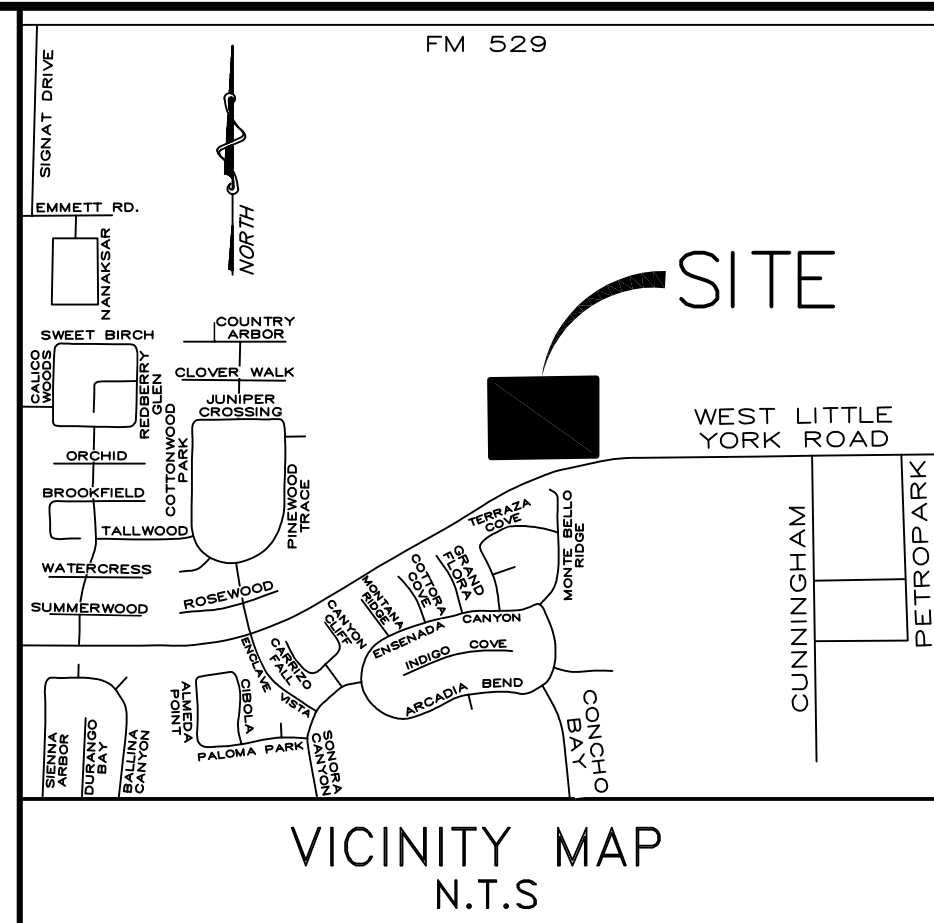 FM 529
SIGNAT DRIVE
EMMETT RD.
NANAKSAR
NORTH
SITE
SWEET BIRCH
CALICO
WOODS
REDBERRY
GLEN
COUNTRY
ARBOR
CLOVER WALK
JUNIPER
CROSSING
COTTONWOOD
PARK
PINEWOOD
TRACE
ORCHID
BROOKFIELD
TALLWOOD
WATERCRESS
SUMMERWOOD
ROSEWOOD
WEST LITTLE
YORK ROAD
CUNNINGHAM
PETROPARK
TERRAZA
COVE
MONTE BELLO
RIDGE
GRAND
FLORA
COTTORA
COVE
MONTANA
RIDGE
CANYON
CLIFF
ENSENADA CANYON
INDIGO COVE
ARCADIA BEND
CONCHO
BAY
ENCLAVE VISTA
CARRIZO
FALL
CIBOLA
ALMEDA
POINT
PALOMA PARK
SONORA
CANYON
SIENNA
ARBOR
DURANGO
BAY
BALLINA
CANYON
VICINITY MAP
N.T.S